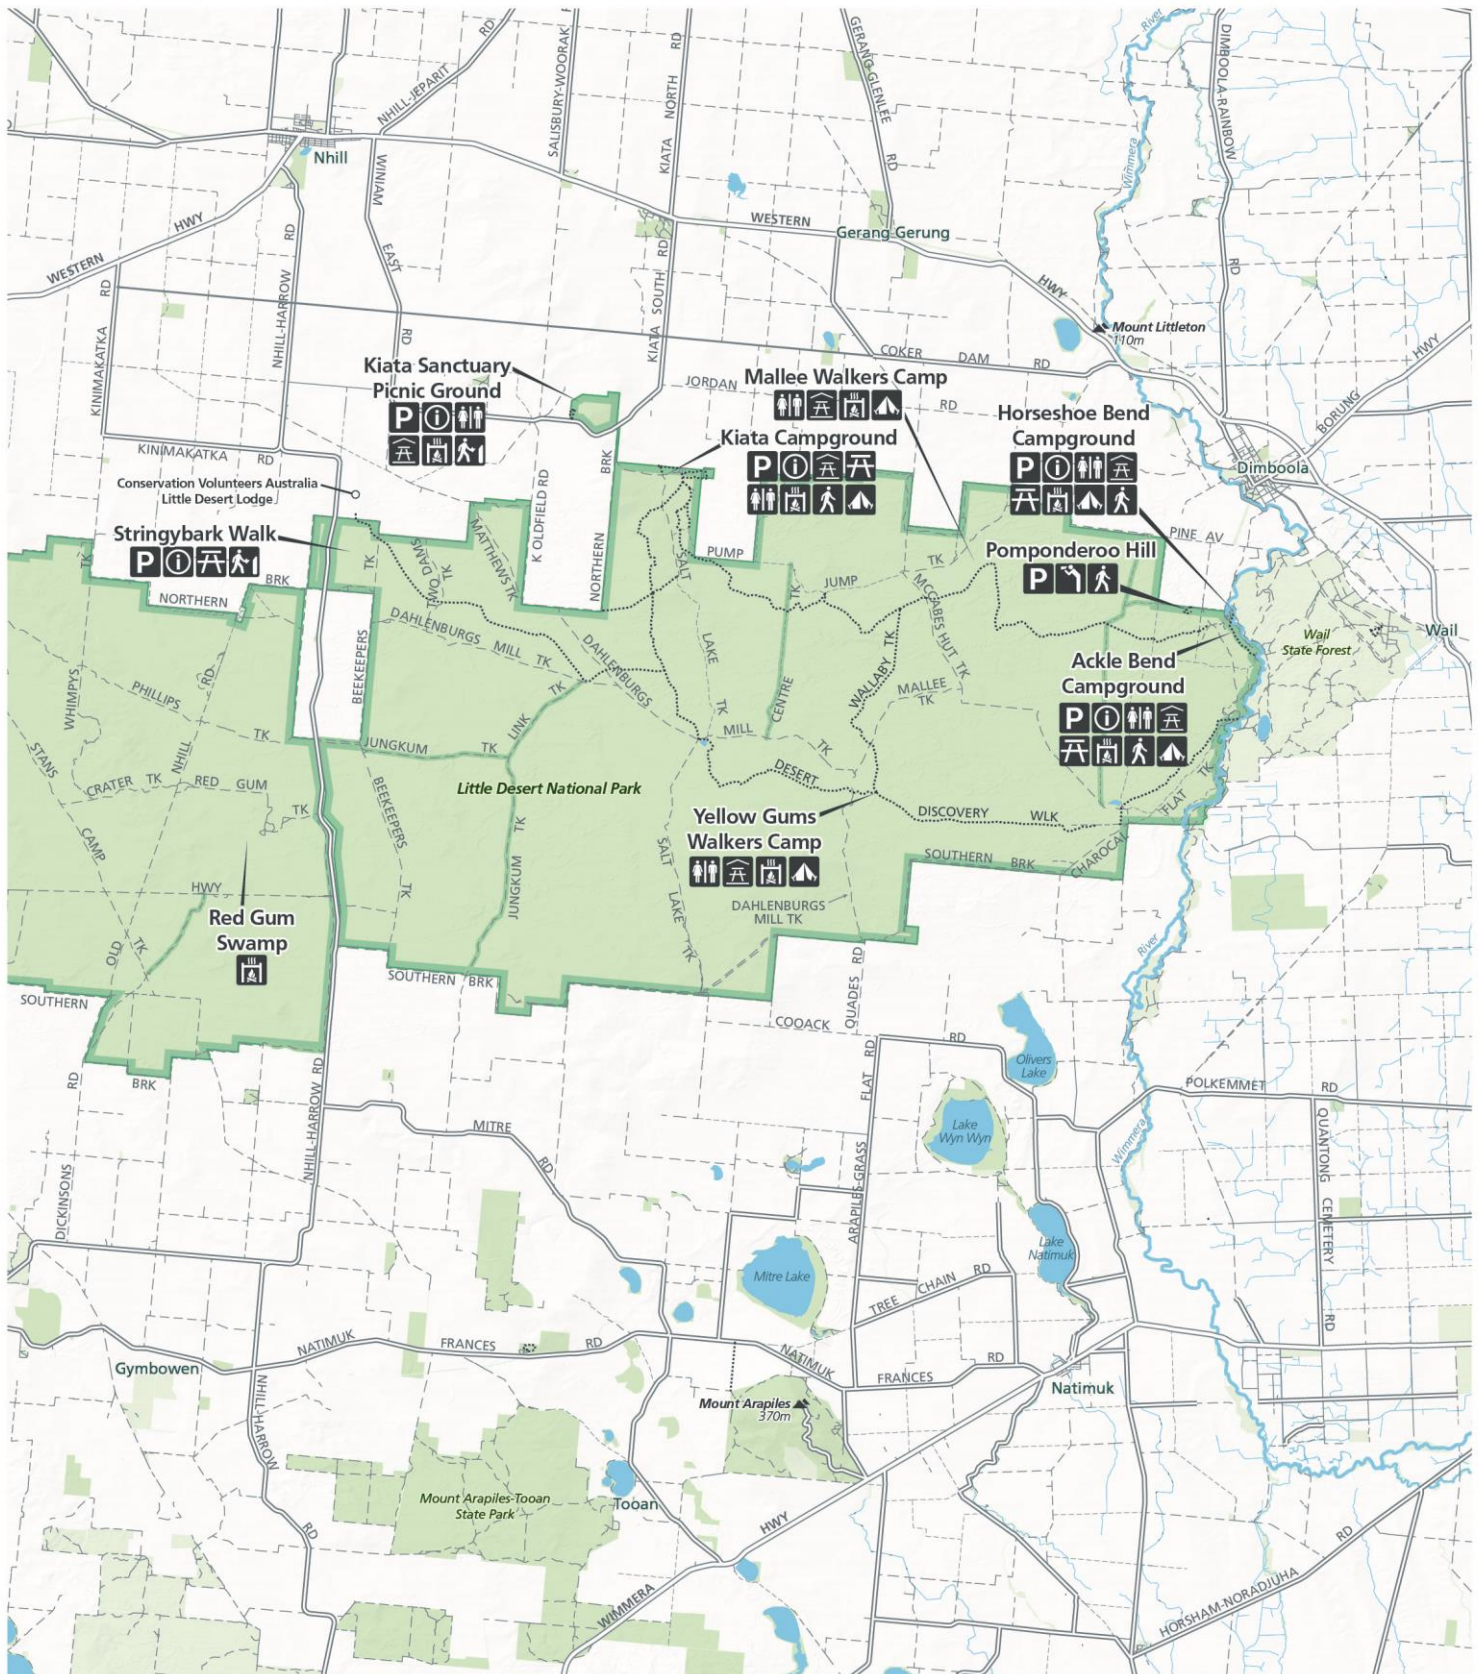 River
NHILL-JEPARIT
RD
SALISBURY-WOORAK
KIATA NORTH RD
GERANG-GLENLEE
RD
DIMBOOLA-RAINBOW
RD
Nhill
Wimmera
WINIAM
EAST
RD
WESTERN HWY
WESTERN
HWY
Gerang Gerung
NHILL-HARROW RD
KINIMAKATKA RD
KIATA SOUTH RD
Mount Littleton
110m
COKER DAM RD
HWY
BORUNG
Kiata Sanctuary
Picnic Ground
P i
JORDAN
RD
Mallee Walkers Camp
Horseshoe Bend
Campground
P i
Kiata Campground
P i
KINIMAKATKA RD
Dimboola
Conservation Volunteers Australia
Little Desert Lodge
K OLDFIELD RD
NORTHERN BRK
Stringybark Walk
P i
TK
TK
TWO DAMS TK
MATTHEWS TK
PINE AV
Pomponderoo Hill
P
PUMP
JUMP
TK
SALT LAKE TK
NORTHERN
BRK
DAHLENBURGS MILL TK
DAHLENBURGS
MILL
TK
CENTRE
TK
MCCABES HUT TK
WALLABY TK
MALLEE
TK
Wail
State Forest
Wail
Ackle Bend
Campground
P i
BEEKEEPERS
WHIMPYS
PHILLIPS
TK
NHILL
RD
STANS
CAMP
TK
JUNGKUM
TK
LINK
TK
CRATER TK RED GUM
TK
BEEKEEPERS
TK
Little Desert National Park
DESERT
DISCOVERY WLK
FLAT TK
CHAROCAL
Yellow Gums
Walkers Camp
SOUTHERN BRK
JUNGKUM
TK
SALT
LAKE
TK
DAHLENBURGS
MILL TK
HWY
OLD
Red Gum
Swamp
SOUTHERN BRK
SOUTHERN
BRK
QUADES RD
River
COOACK
RD
Olivers
Lake
RD
DICKINSONS
NHILL-HARROW RD
MITRE
RD
ARAPILES-GRASS FLAT RD
Lake
Wyn Wyn
POLKEMMET RD
Wimmera
QUANTONG CEMETERY RD
Lake
Natimuk
Mitre Lake
TREE CHAIN RD
Gymbowen
NATIMUK FRANCES RD
NATIMUK
FRANCES
RD
Natimuk
Mount Arapiles
370m
NHILL-HARROW
RD
Mount Arapiles-Tooan
State Park
Tooan
HWY
WIMMERA
HORSHAM-NORADJUHA
RD